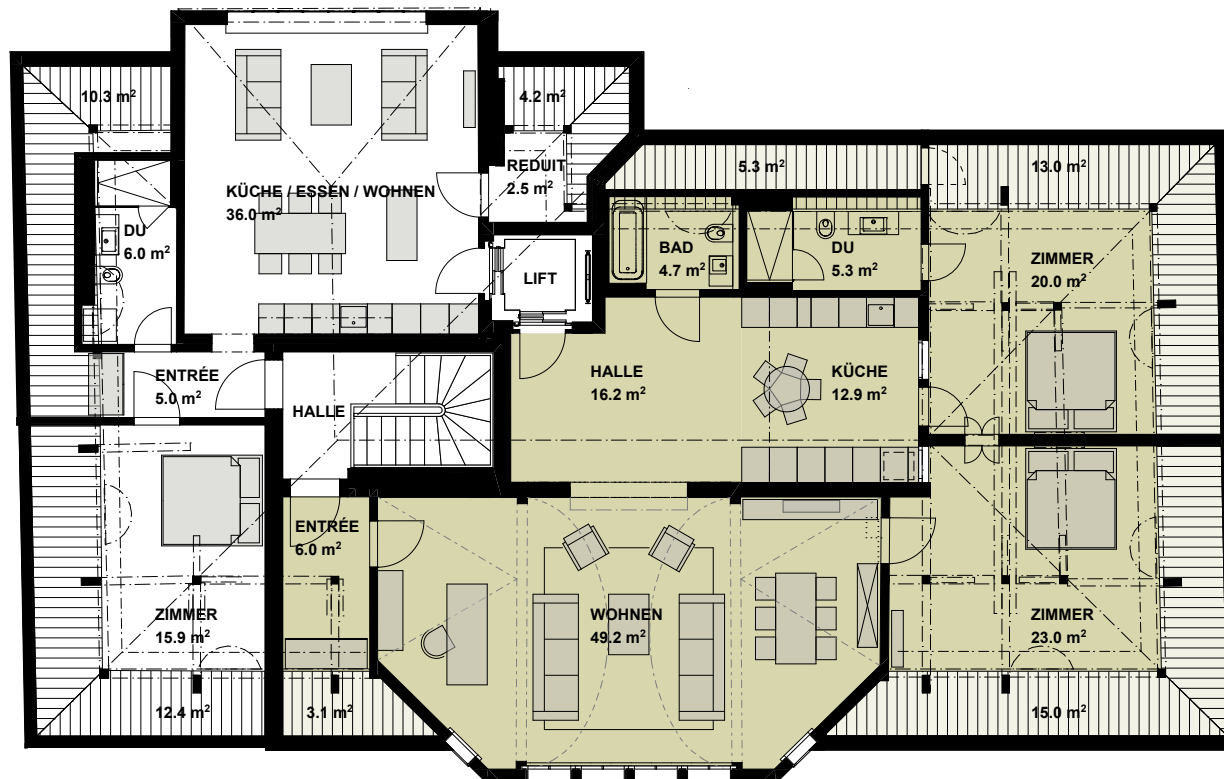 10.3 m²
4.2 m²
REDUIT
2.5 m²
5.3 m²
13.0 m²
KÜCHE / ESSEN / WOHNEN
36.0 m²
DU
6.0 m²
LIFT
BAD
4.7 m²
DU
5.3 m²
ZIMMER
20.0 m²
ENTRÉE
5.0 m²
HALLE
HALLE
16.2 m²
KÜCHE
12.9 m²
ENTRÉE
6.0 m²
ZIMMER
15.9 m²
WOHNEN
49.2 m²
ZIMMER
23.0 m²
12.4 m²
3.1 m²
15.0 m²